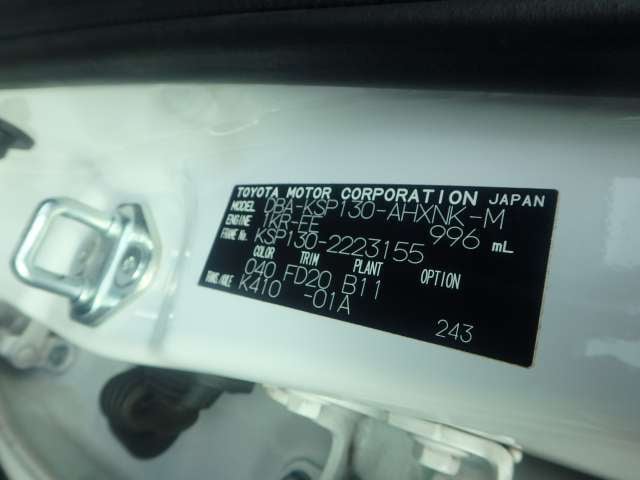 TOYOTA MOTOR CORPORATION JAPAN
MODEL DBA-KSP130-AHXNK-M
ENGINE 1KR-FE 996 mL
FRAME No. KSP130-2223155
COLOR TRIM PLANT OPTION
040 FD20 B11
TRANS./AXLE K410 -01A
243